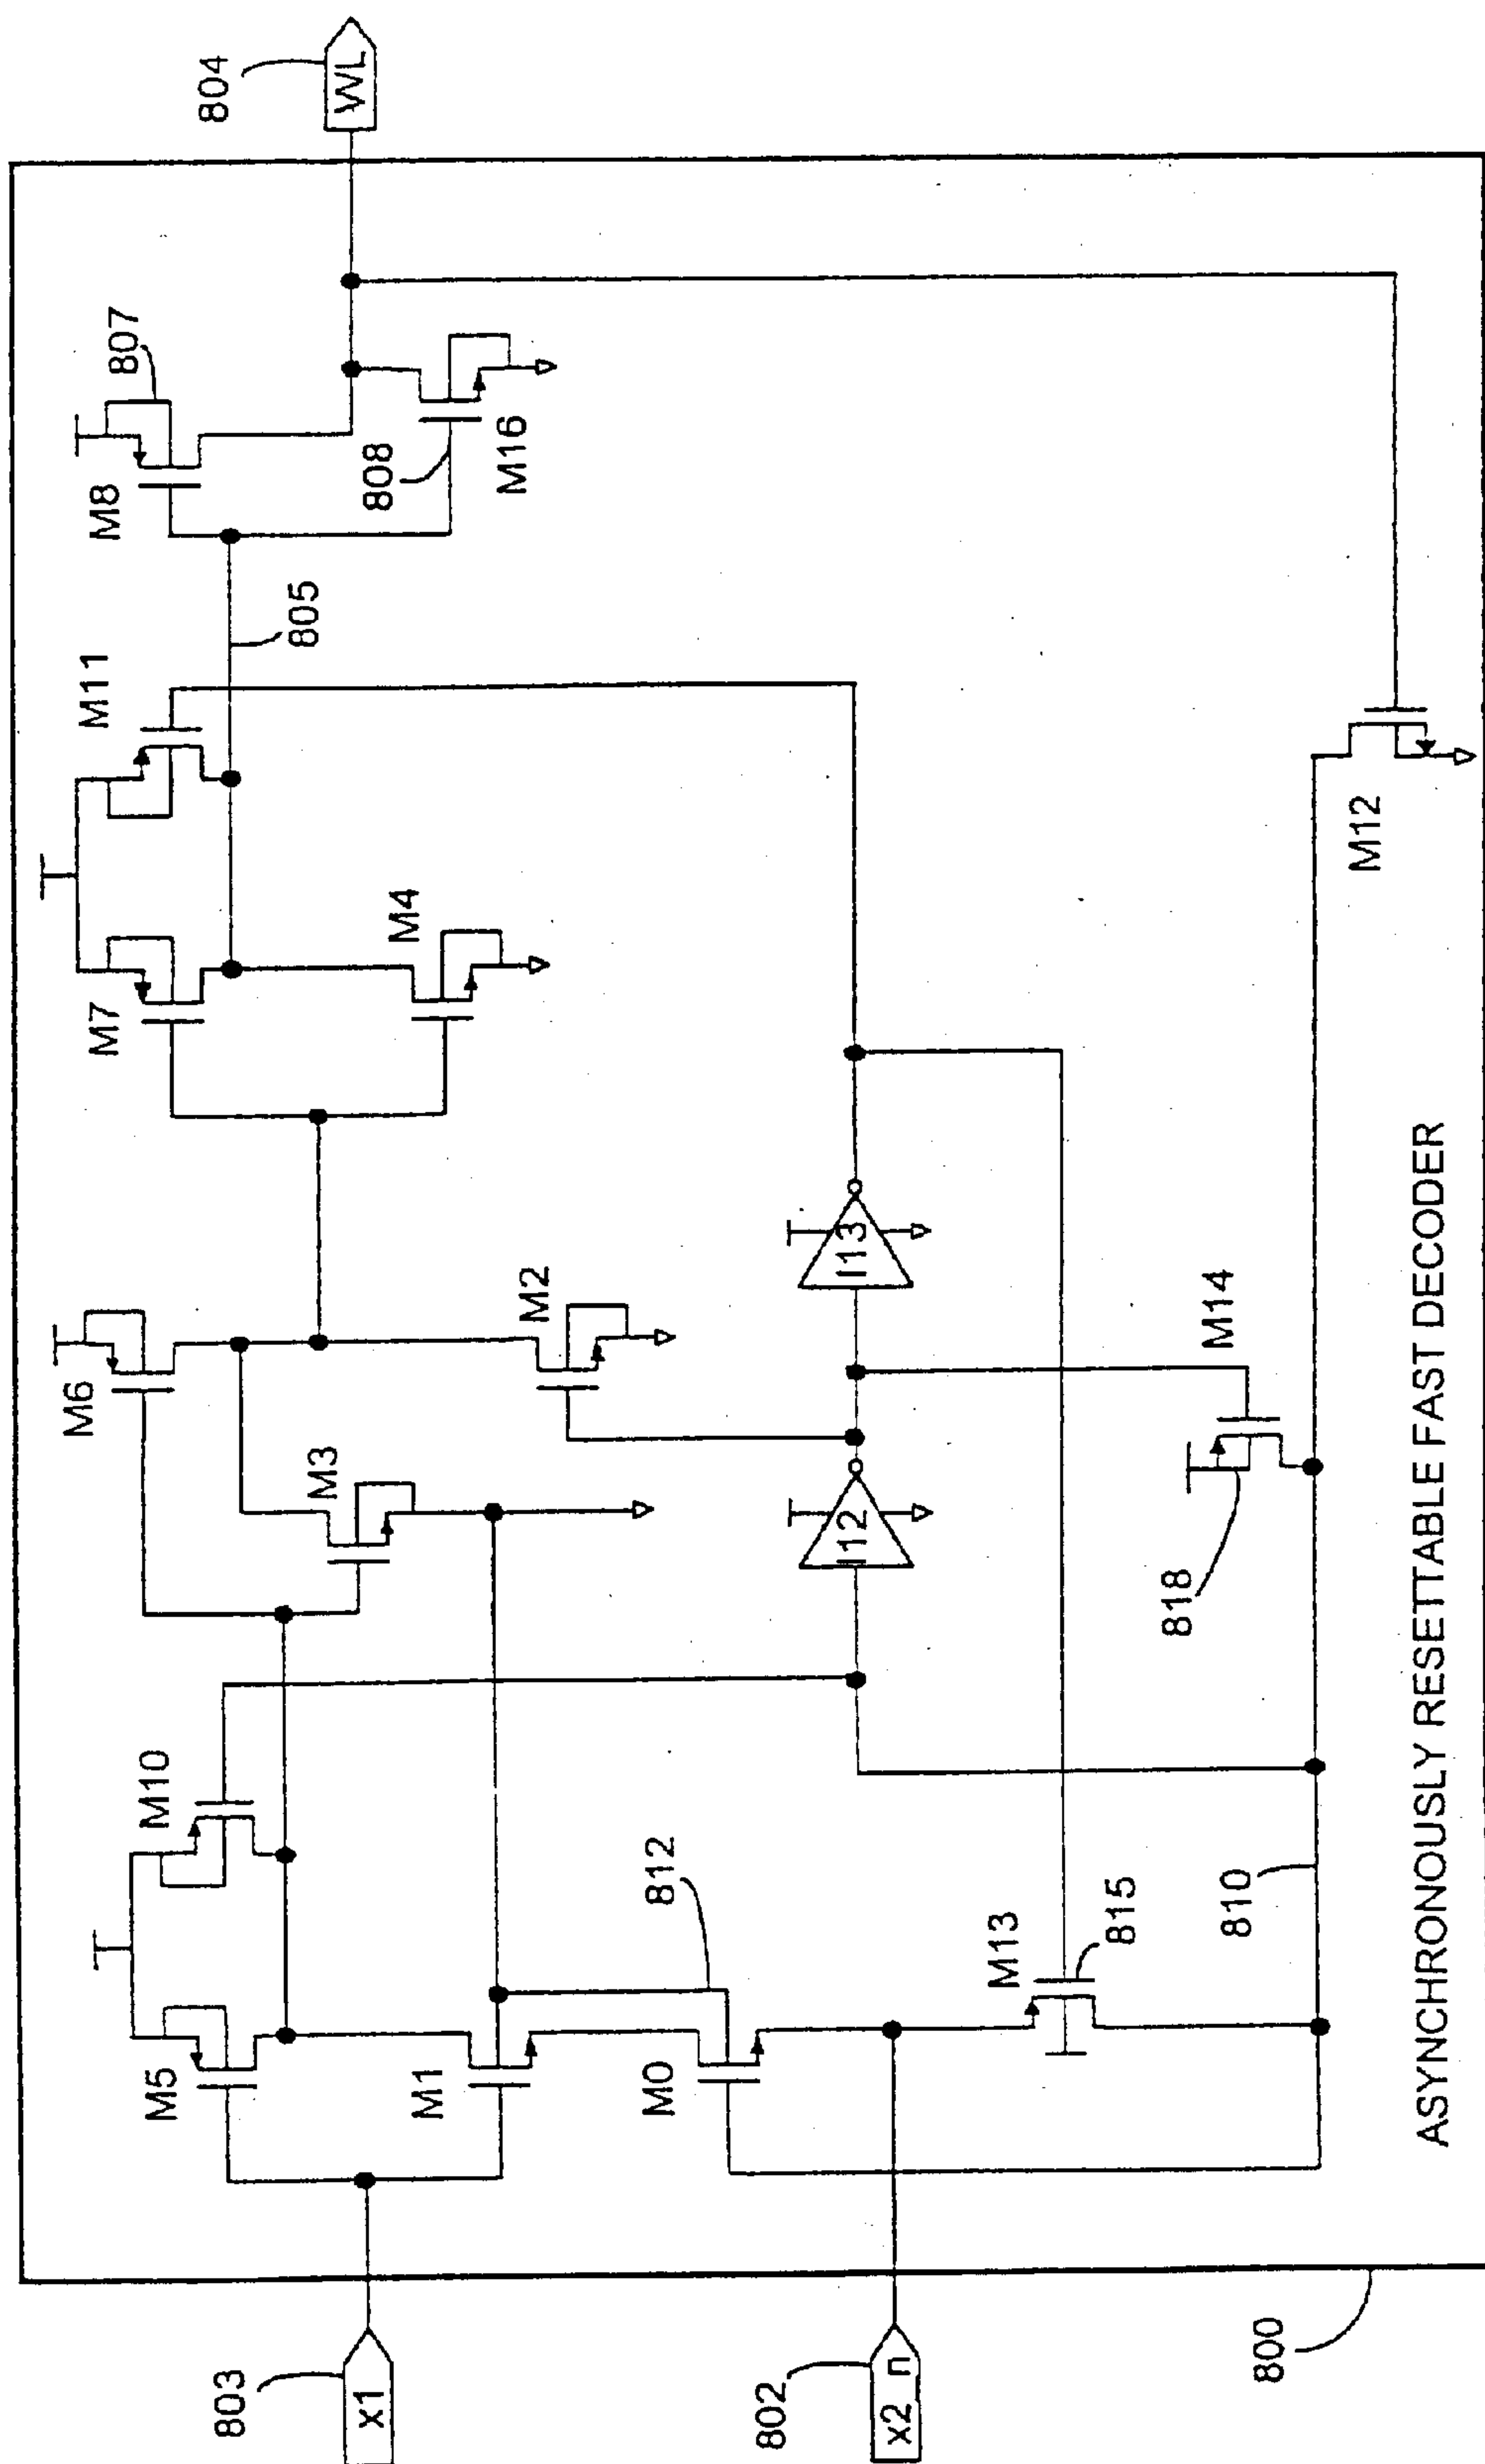 803
x1
802
x2_n
800
M5
M10
M1
M0
812
M13
815
810
M6
M3
M2
I12
I13
M14
818
M7
M11
M4
805
M8
807
808
M16
WL
804
M12
ASYNCHRONOUSLY RESETTABLE FAST DECODER